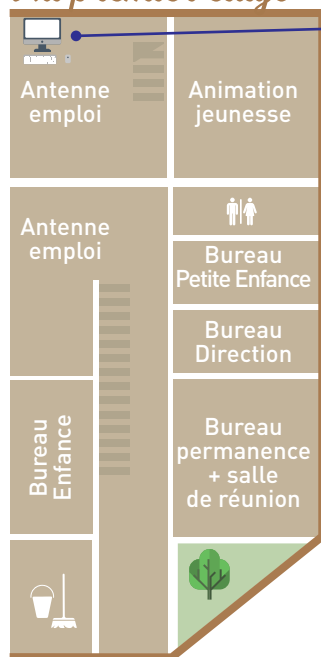 Antenne
emploi
Animation
jeunesse
Antenne
emploi
Bureau
Petite Enfance
Bureau
Direction
Bureau
Enfance
Bureau
permanence
+ salle
de réunion